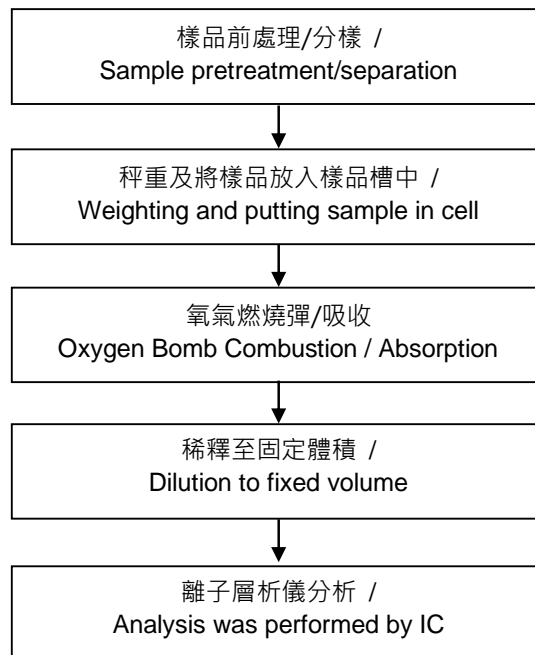 樣品前處理/分樣 /
Sample pretreatment/separation
秤重及將樣品放入樣品槽中 /
Weighting and putting sample in cell
氧氣燃燒彈/吸收
Oxygen Bomb Combustion / Absorption
稀釋至固定體積 /
Dilution to fixed volume
離子層析儀分析 /
Analysis was performed by IC